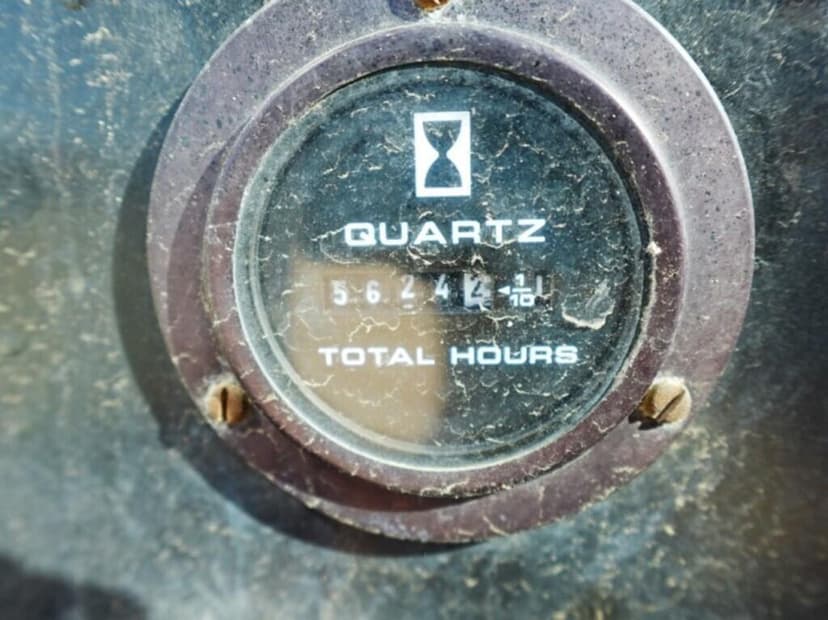 QUARTZ
56242 ◄1/10
TOTAL HOURS